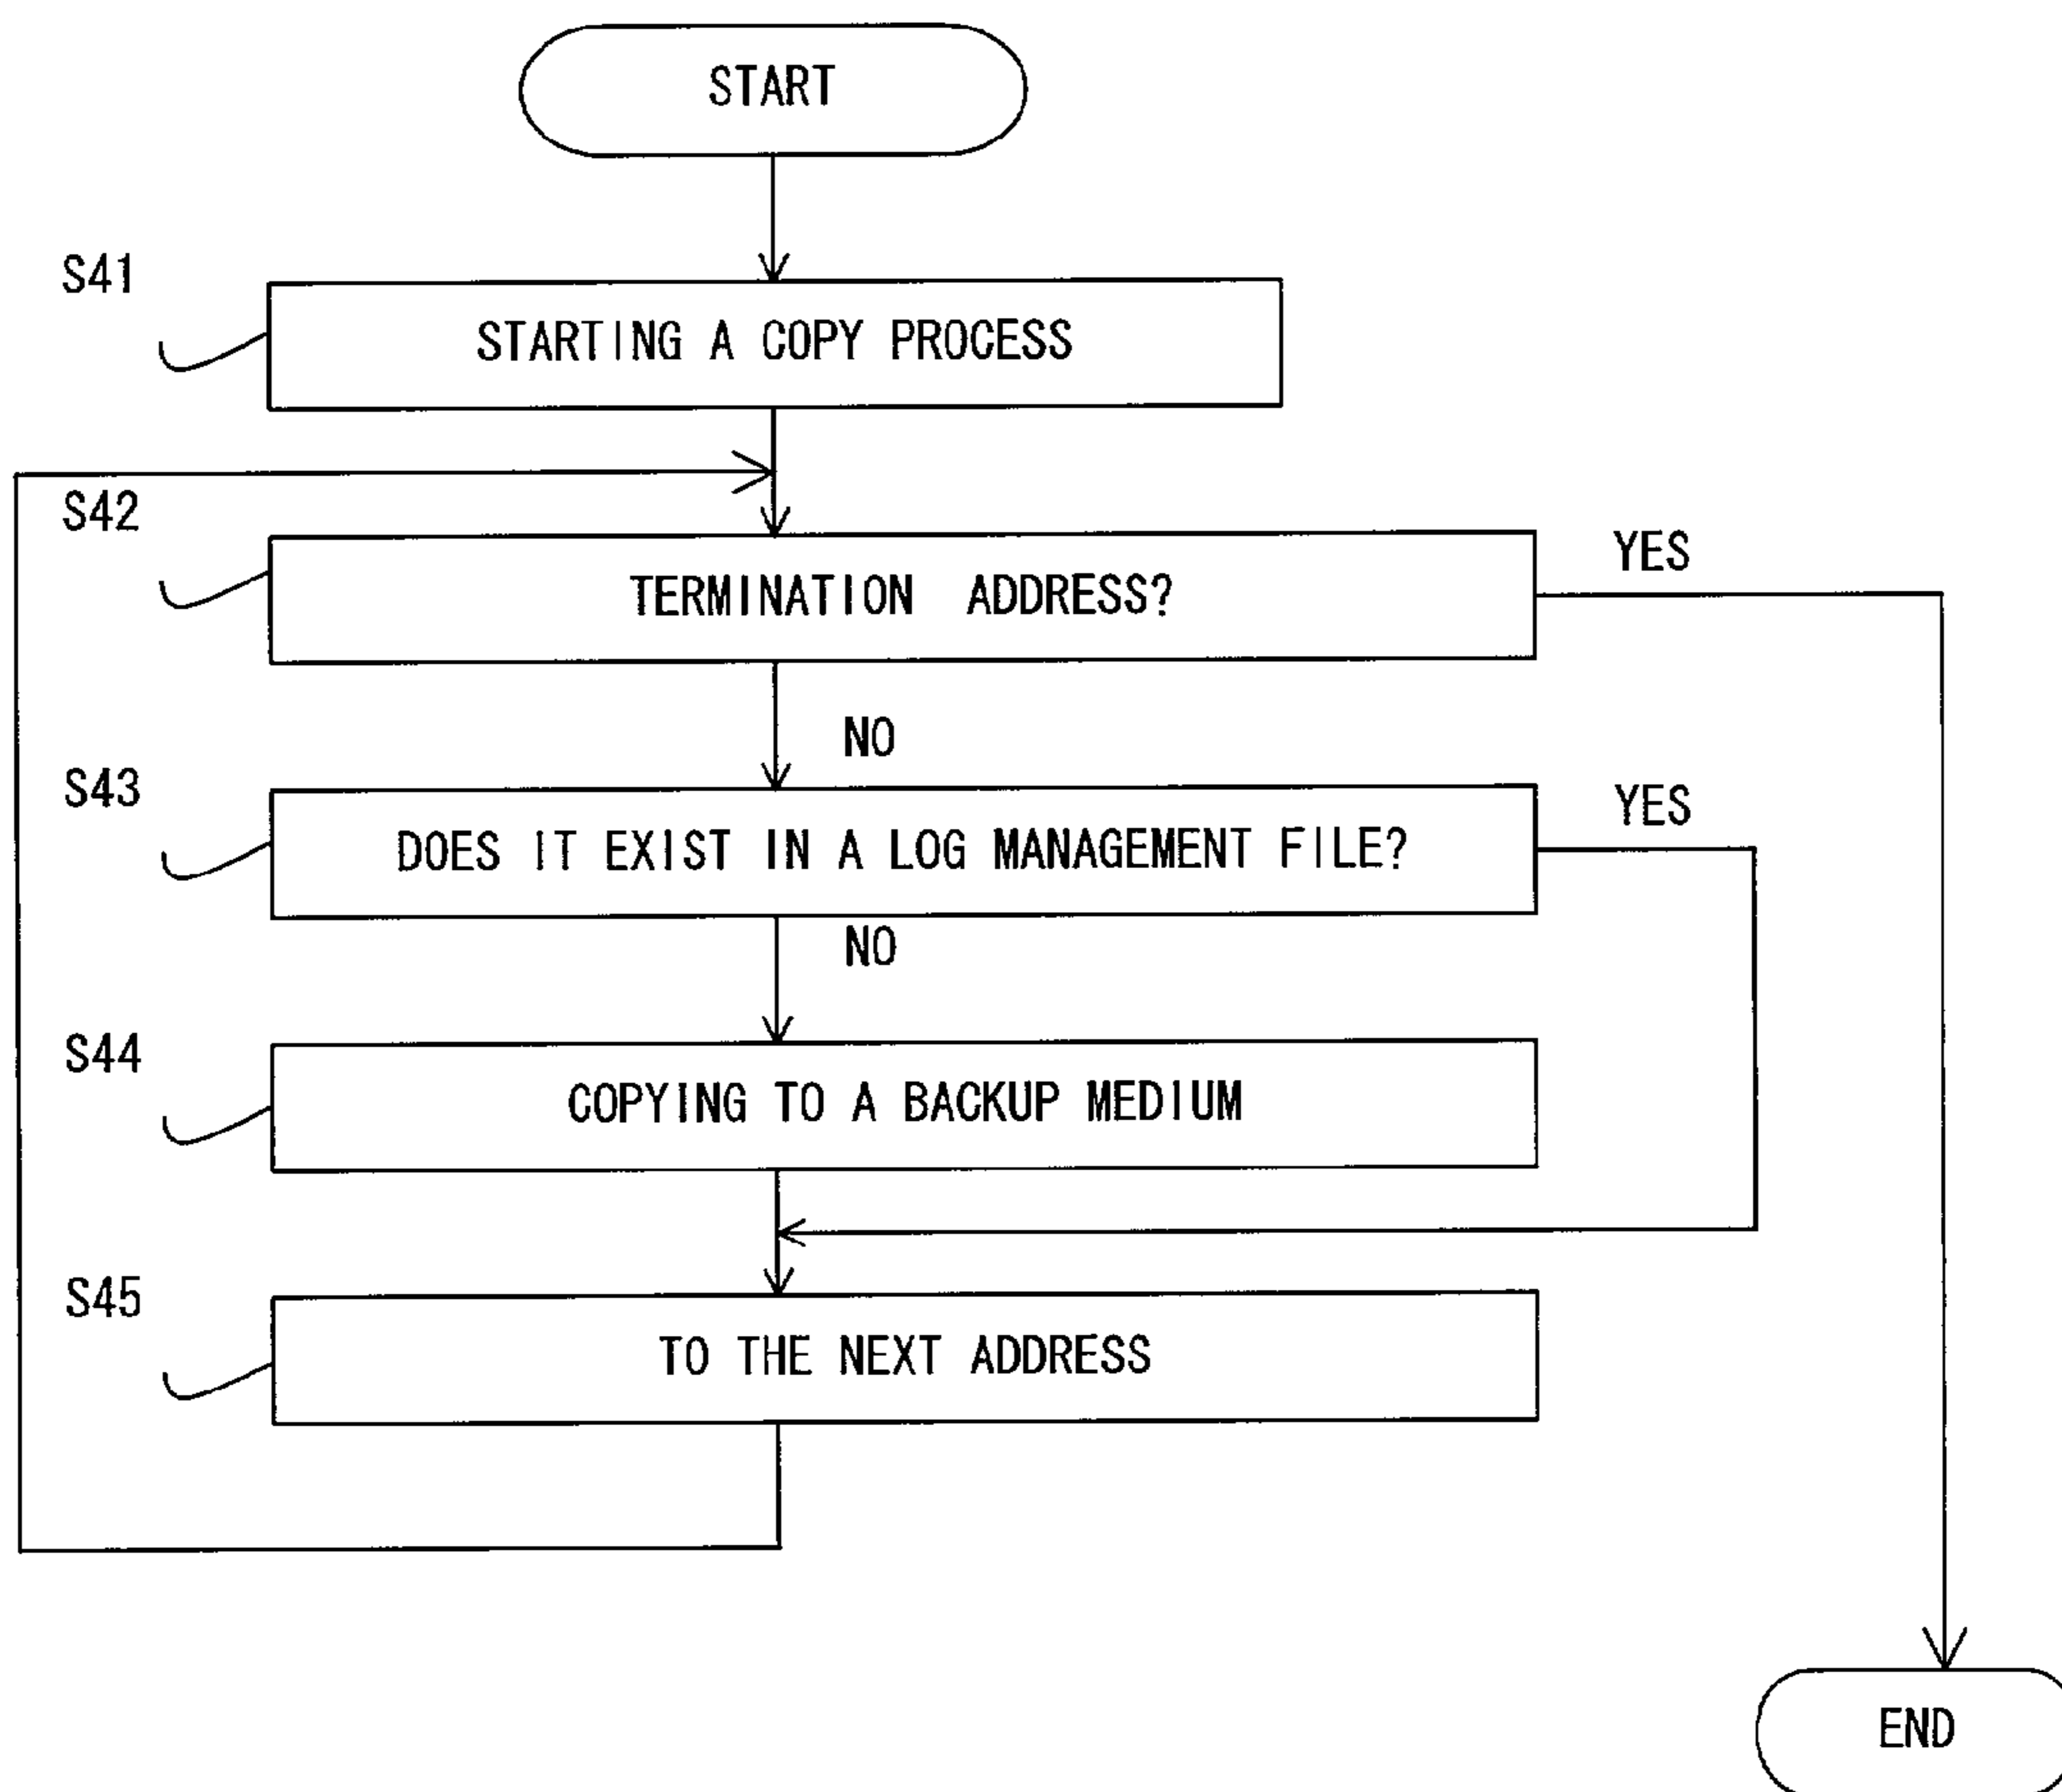 START
S41
STARTING A COPY PROCESS
S42
TERMINATION ADDRESS?
YES
NO
S43
DOES IT EXIST IN A LOG MANAGEMENT FILE?
YES
NO
S44
COPYING TO A BACKUP MEDIUM
S45
TO THE NEXT ADDRESS
END